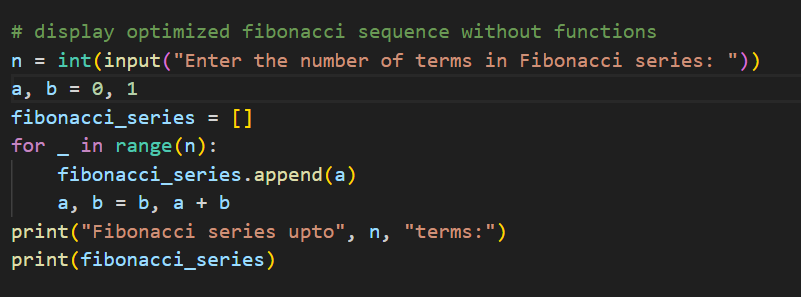 # display optimized fibonacci sequence without functions
n = int(input("Enter the number of terms in Fibonacci series: "))
a, b = 0, 1
fibonacci_series = []
for _ in range(n):
    fibonacci_series.append(a)
    a, b = b, a + b
print("Fibonacci series upto", n, "terms:")
print(fibonacci_series)